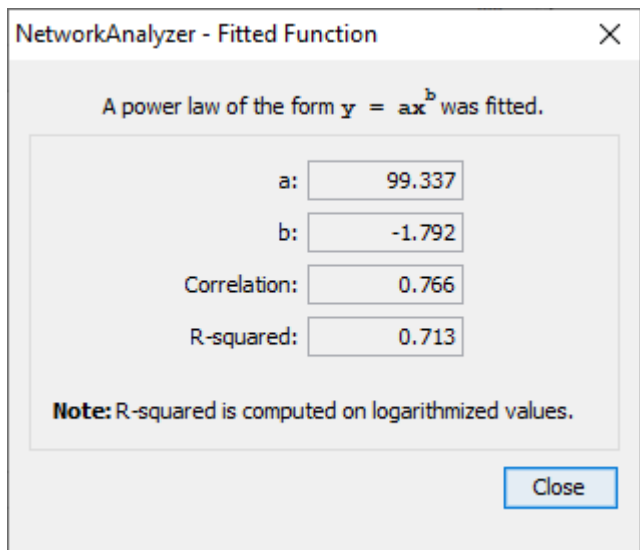 NetworkAnalyzer - Fitted Function
A power law of the form y = ax^b was fitted.
a: 99.337
b: -1.792
Correlation: 0.766
R-squared: 0.713
Note: R-squared is computed on logarithmized values.
Close